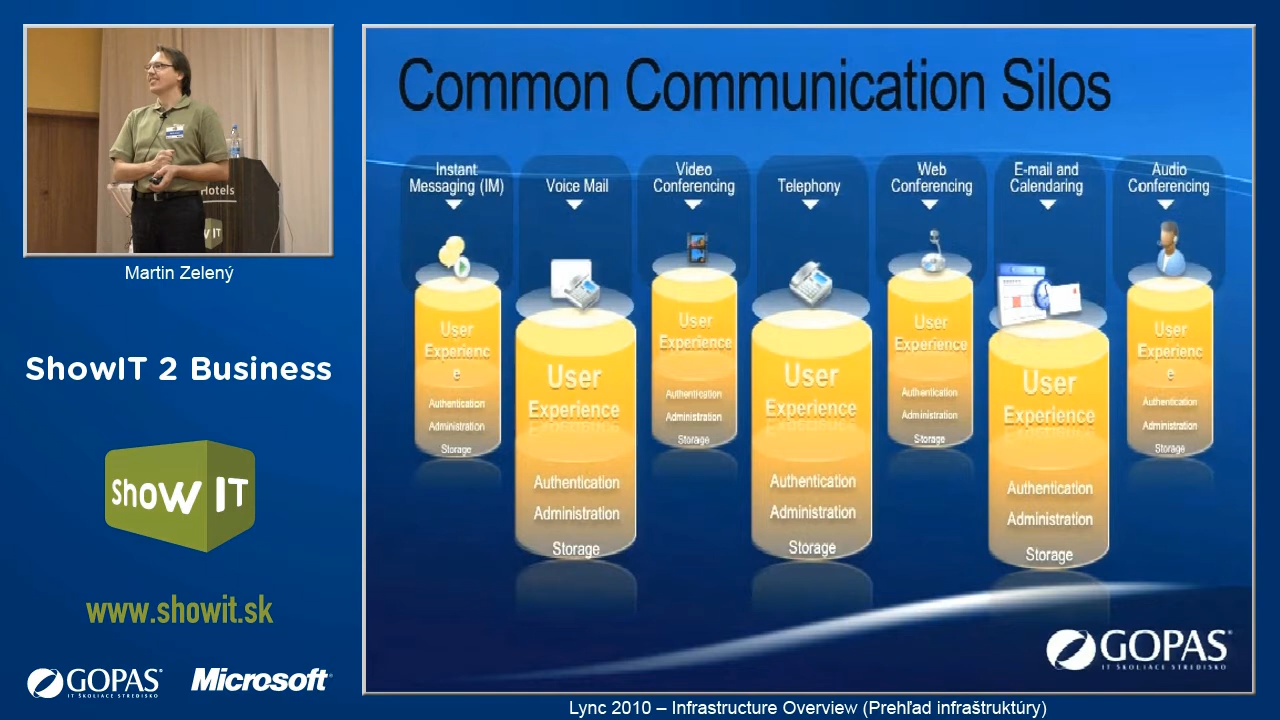 Hotels
IT
Martin Zelený
ShowIT 2 Business
Show IT
www.showit.sk
GOPAS
IT ŠKOLIACE STREDISKO
Microsoft
Common Communication Silos
Instant
Messaging (IM)
Voice Mail
Video
Conferencing
Telephony
Web
Conferencing
E-mail and
Calendaring
Audio
Conferencing
User
Experienc
e
Authentication
Administration
Storage
User
Experience
Authentication
Administration
Storage
User
Experience
Authentication
Administration
Storage
User
Experience
Authentication
Administration
Storage
User
Experience
Authentication
Administration
Storage
User
Experience
Authentication
Administration
Storage
User
Experienc
e
Authentication
Administration
Storage
GOPAS
IT ŠKOLIACE STREDISKO
Lync 2010 – Infrastructure Overview (Prehľad infraštruktúry)